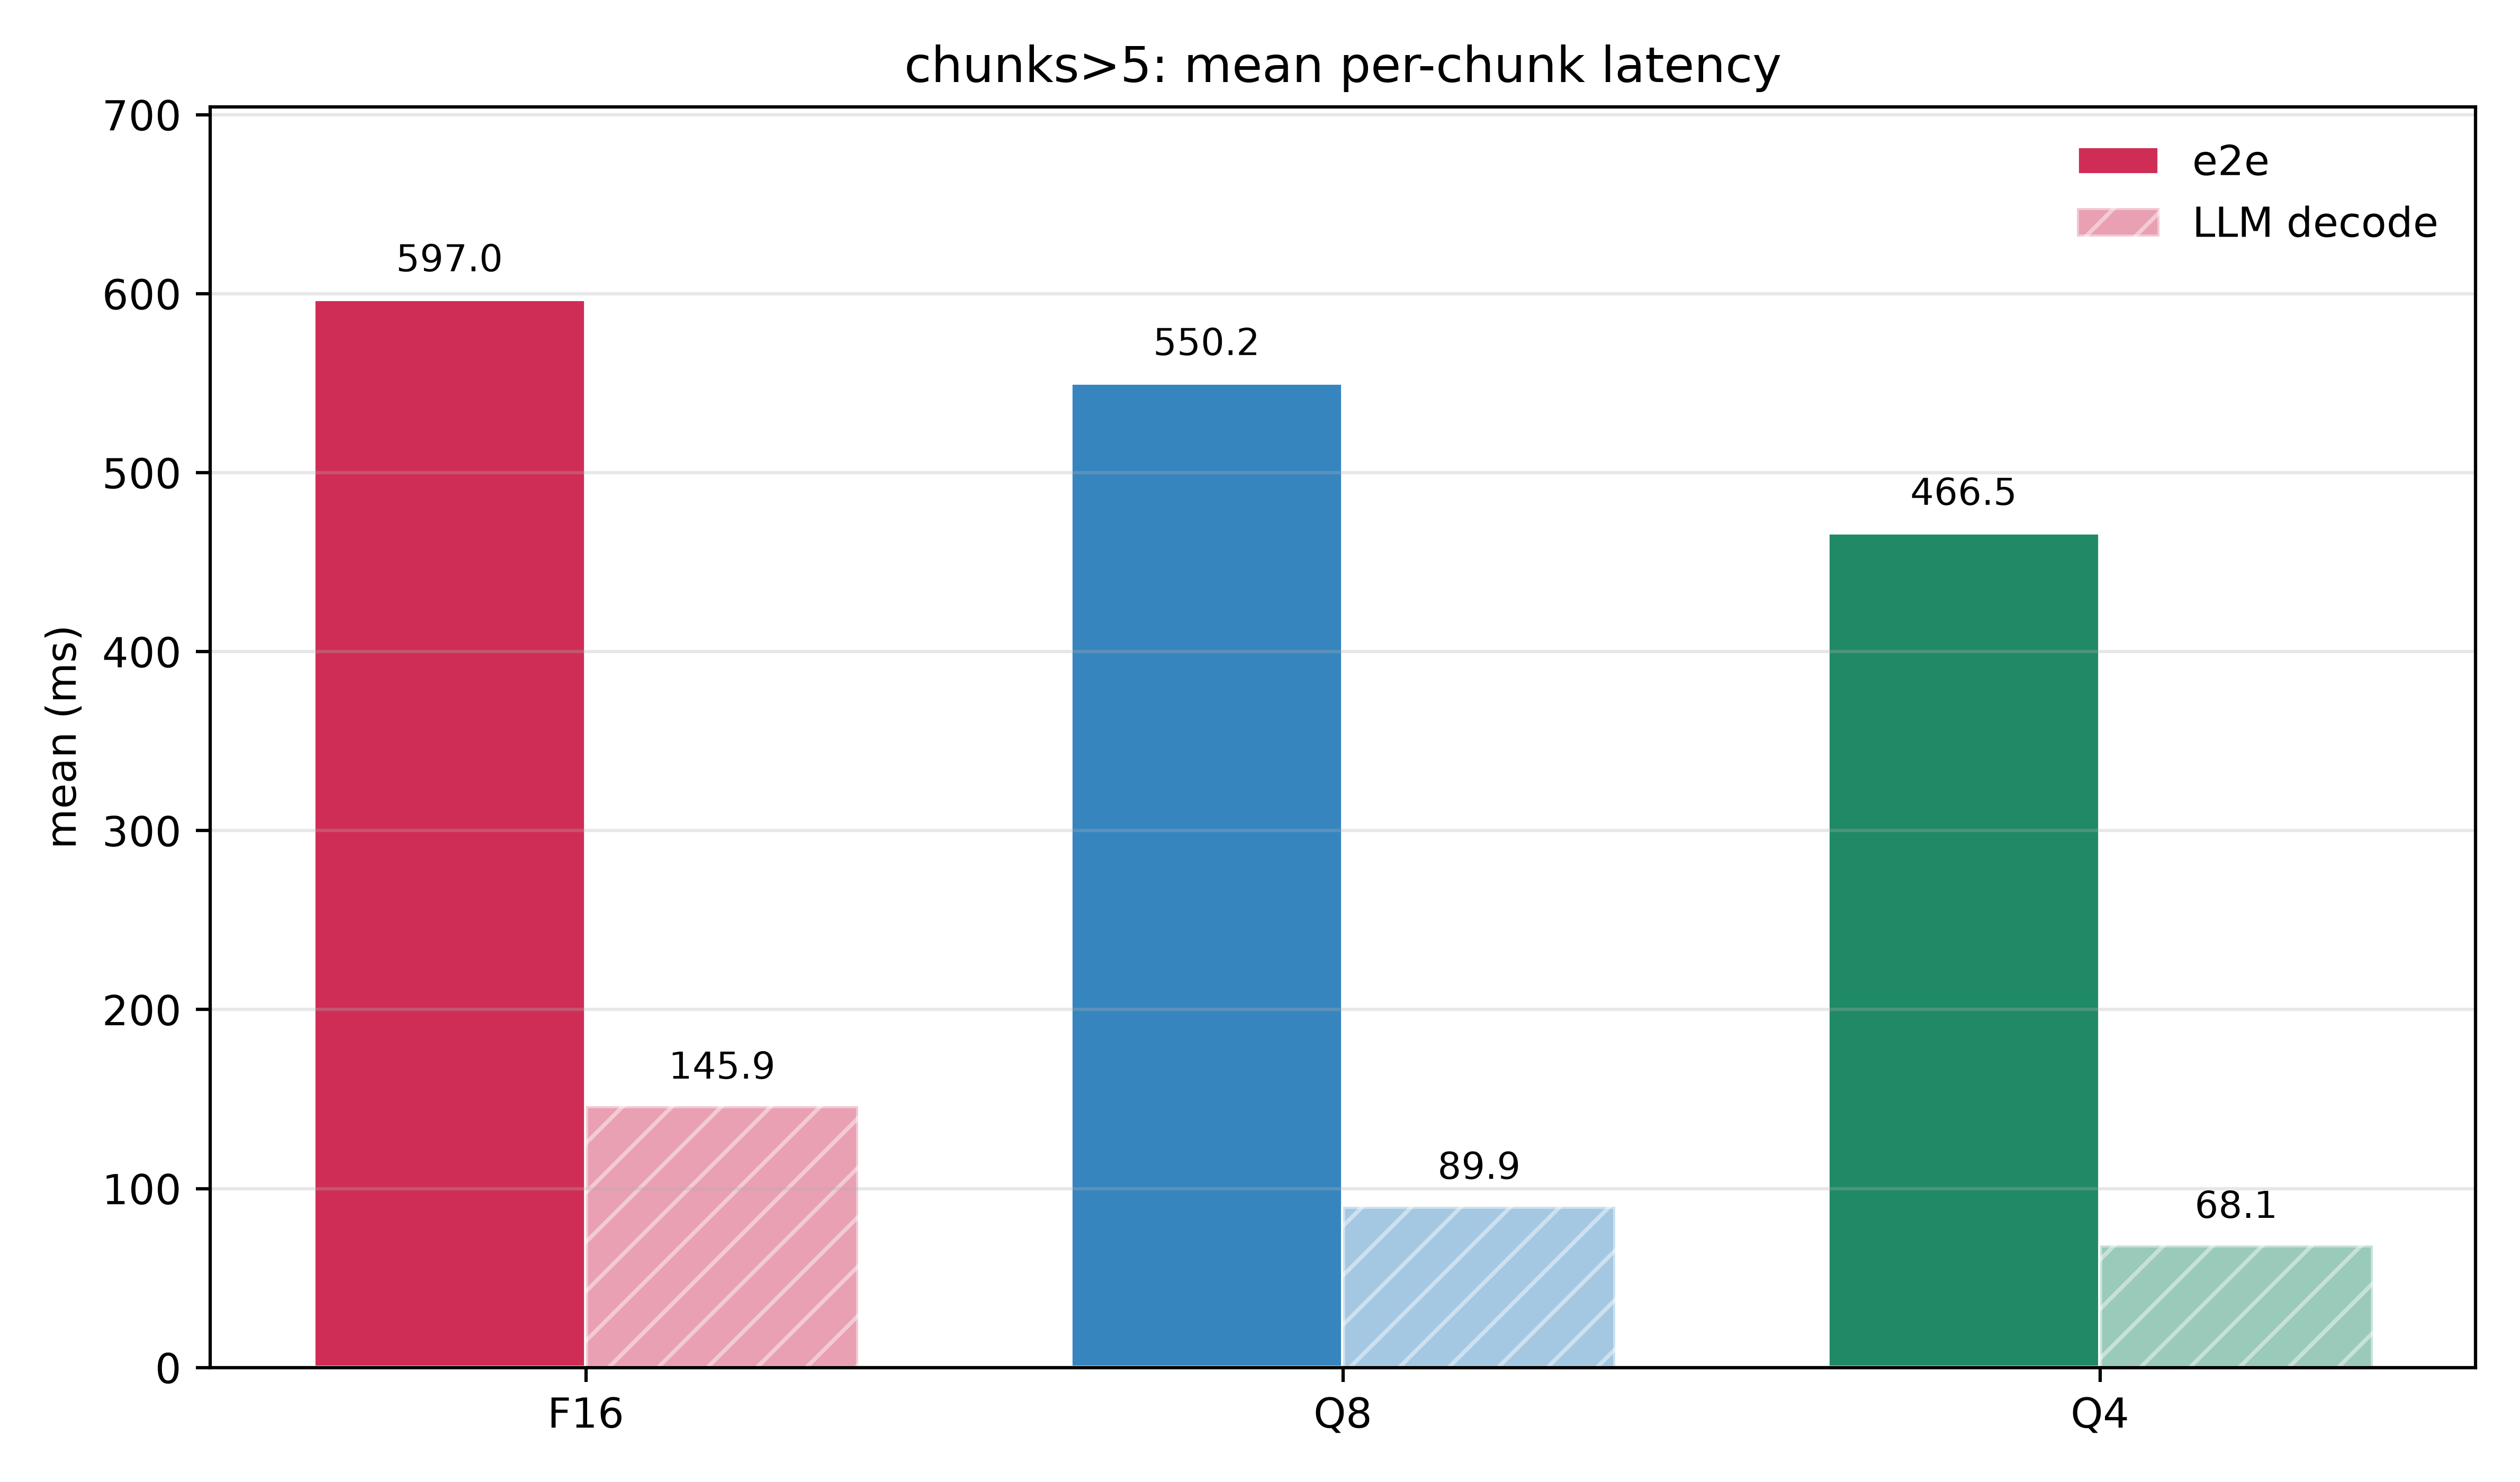 chunks>5: mean per-chunk latency
700
600
500
400
300
200
100
0
mean (ms)
e2e
LLM decode
597.0
145.9
550.2
89.9
466.5
68.1
F16
Q8
Q4